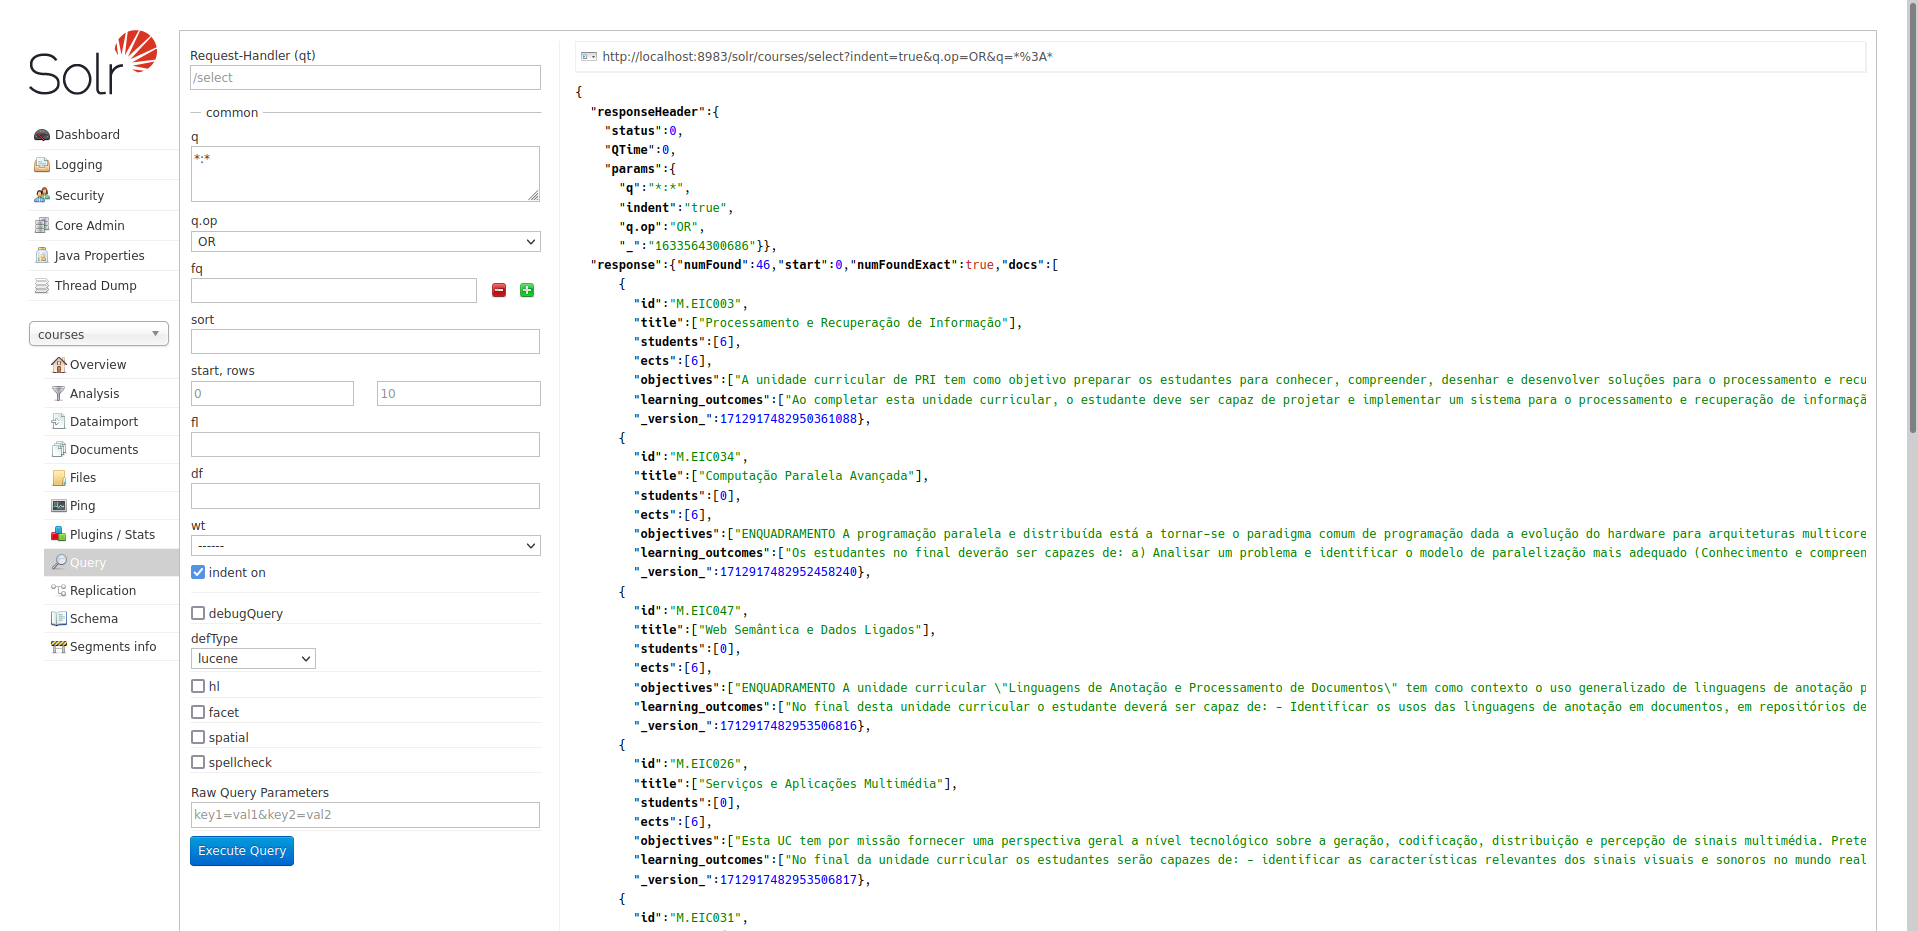 Solr
Dashboard
Logging
Security
Core Admin
Java Properties
Thread Dump
courses
Overview
Analysis
Dataimport
Documents
Files
Ping
Plugins / Stats
Query
Replication
Schema
Segments info
Request-Handler (qt)
/select
common
q
*:*
q.op
OR
fq
sort
start, rows
0 10
fl
df
wt
------
indent on
debugQuery
defType
lucene
hl
facet
spatial
spellcheck
Raw Query Parameters
key1=val1&key2=val2
Execute Query
http://localhost:8983/solr/courses/select?indent=true&q.op=OR&q=*%3A*
{
"responseHeader":{
"status":0,
"QTime":0,
"params":{
"q":"*:*",
"indent":"true",
"q.op":"OR",
"_":"1633564300686"}},
"response":{"numFound":46,"start":0,"numFoundExact":true,"docs":[
{
"id":"M.EIC003",
"title":["Processamento e Recuperação de Informação"],
"students":[6],
"ects":[6],
"objectives":["A unidade curricular de PRI tem como objetivo preparar os estudantes para conhecer, compreender, desenhar e desenvolver soluções para o processamento e recu
"learning_outcomes":["Ao completar esta unidade curricular, o estudante deve ser capaz de projetar e implementar um sistema para o processamento e recuperação de informaçã
"_version_":1712917482950361088},
{
"id":"M.EIC034",
"title":["Computação Paralela Avançada"],
"students":[0],
"ects":[6],
"objectives":["ENQUADRAMENTO A programação paralela e distribuída está a tornar-se o paradigma comum de programação dada a evolução do hardware para arquiteturas multicore
"learning_outcomes":["Os estudantes no final deverão ser capazes de: a) Analisar um problema e identificar o modelo de paralelização mais adequado (Conhecimento e compreen
"_version_":1712917482952458240},
{
"id":"M.EIC047",
"title":["Web Semântica e Dados Ligados"],
"students":[0],
"ects":[6],
"objectives":["ENQUADRAMENTO A unidade curricular \"Linguagens de Anotação e Processamento de Documentos\" tem como contexto o uso generalizado de linguagens de anotação p
"learning_outcomes":["No final desta unidade curricular o estudante deverá ser capaz de: - Identificar os usos das linguagens de anotação em documentos, em repositórios de
"_version_":1712917482953506816},
{
"id":"M.EIC026",
"title":["Serviços e Aplicações Multimédia"],
"students":[0],
"ects":[6],
"objectives":["Esta UC tem por missão fornecer uma perspectiva geral a nível tecnológico sobre a geração, codificação, distribuição e percepção de sinais multimédia. Prete
"learning_outcomes":["No final da unidade curricular os estudantes serão capazes de: - identificar as características relevantes dos sinais visuais e sonoros no mundo real
"_version_":1712917482953506817},
{
"id":"M.EIC031",